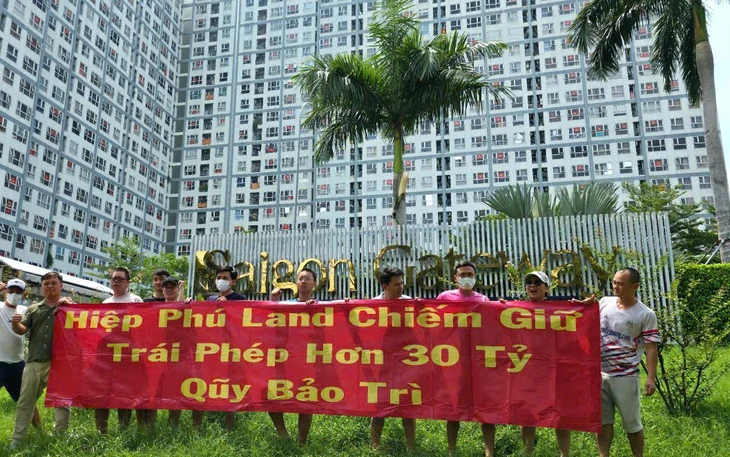 Saigon Gateway
Hiệp Phú Land Chiếm Giữ
Trái Phép Hơn 30 Tỷ
Qũy Bảo Trì